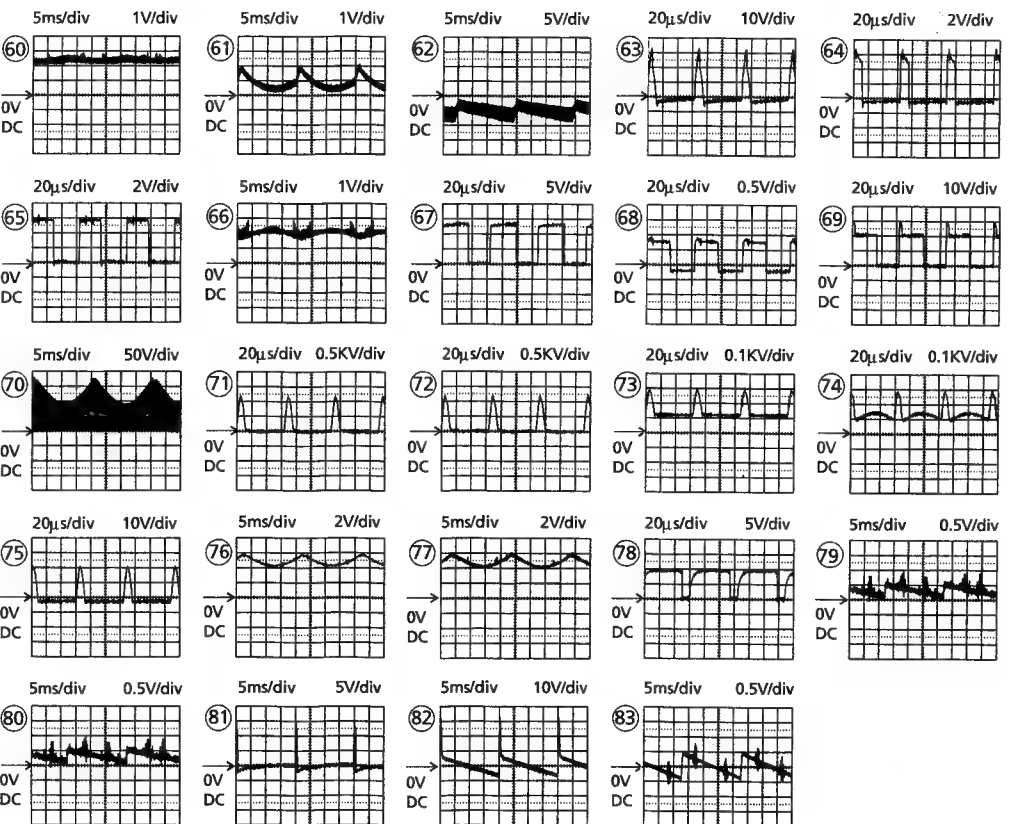 5ms/div 1V/div
60
0V
DC
5ms/div 1V/div
61
0V
DC
5ms/div 5V/div
62
0V
DC
20μs/div 10V/div
63
0V
DC
20μs/div 2V/div
64
0V
DC
20μs/div 2V/div
65
0V
DC
5ms/div 1V/div
66
0V
DC
20μs/div 5V/div
67
0V
DC
20μs/div 0.5V/div
68
0V
DC
20μs/div 10V/div
69
0V
DC
5ms/div 50V/div
70
0V
DC
20μs/div 0.5KV/div
71
0V
DC
20μs/div 0.5KV/div
72
0V
DC
20μs/div 0.1KV/div
73
0V
DC
20μs/div 0.1KV/div
74
0V
DC
20μs/div 10V/div
75
0V
DC
5ms/div 2V/div
76
0V
DC
5ms/div 2V/div
77
0V
DC
20μs/div 5V/div
78
0V
DC
5ms/div 0.5V/div
79
0V
DC
5ms/div 0.5V/div
80
0V
DC
5ms/div 5V/div
81
0V
DC
5ms/div 10V/div
82
0V
DC
5ms/div 0.5V/div
83
0V
DC